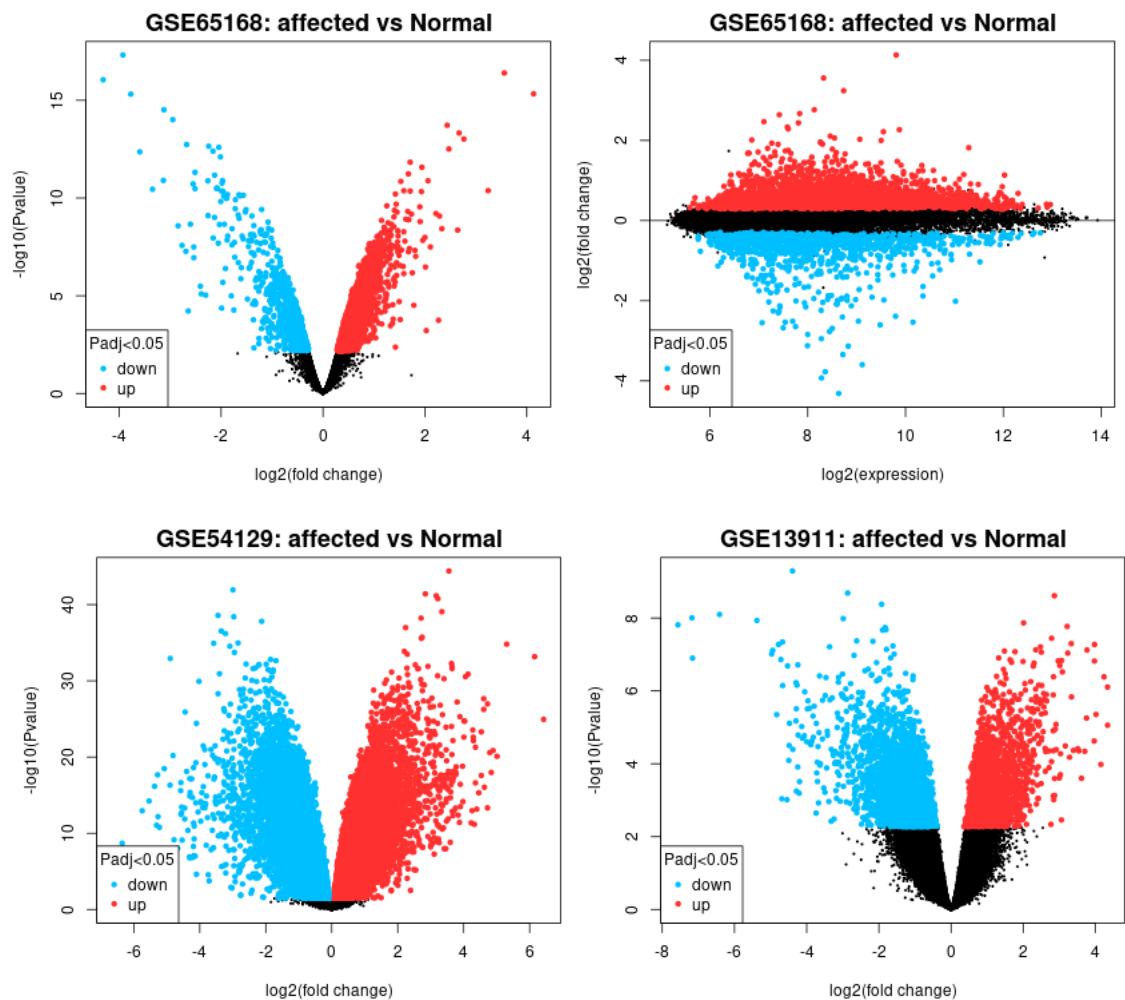 GSE65168: affected vs Normal
-log10(Pvalue)
15
10
5
0
Padj<0.05
down
up
-4 -2 0 2 4
log2(fold change)
GSE65168: affected vs Normal
log2(fold change)
4
2
0
-2
-4
Padj<0.05
down
up
6 8 10 12 14
log2(expression)
GSE54129: affected vs Normal
-log10(Pvalue)
40
30
20
10
0
Padj<0.05
down
up
-6 -4 -2 0 2 4 6
log2(fold change)
GSE13911: affected vs Normal
-log10(Pvalue)
8
6
4
2
0
Padj<0.05
down
up
-8 -6 -4 -2 0 2 4
log2(fold change)